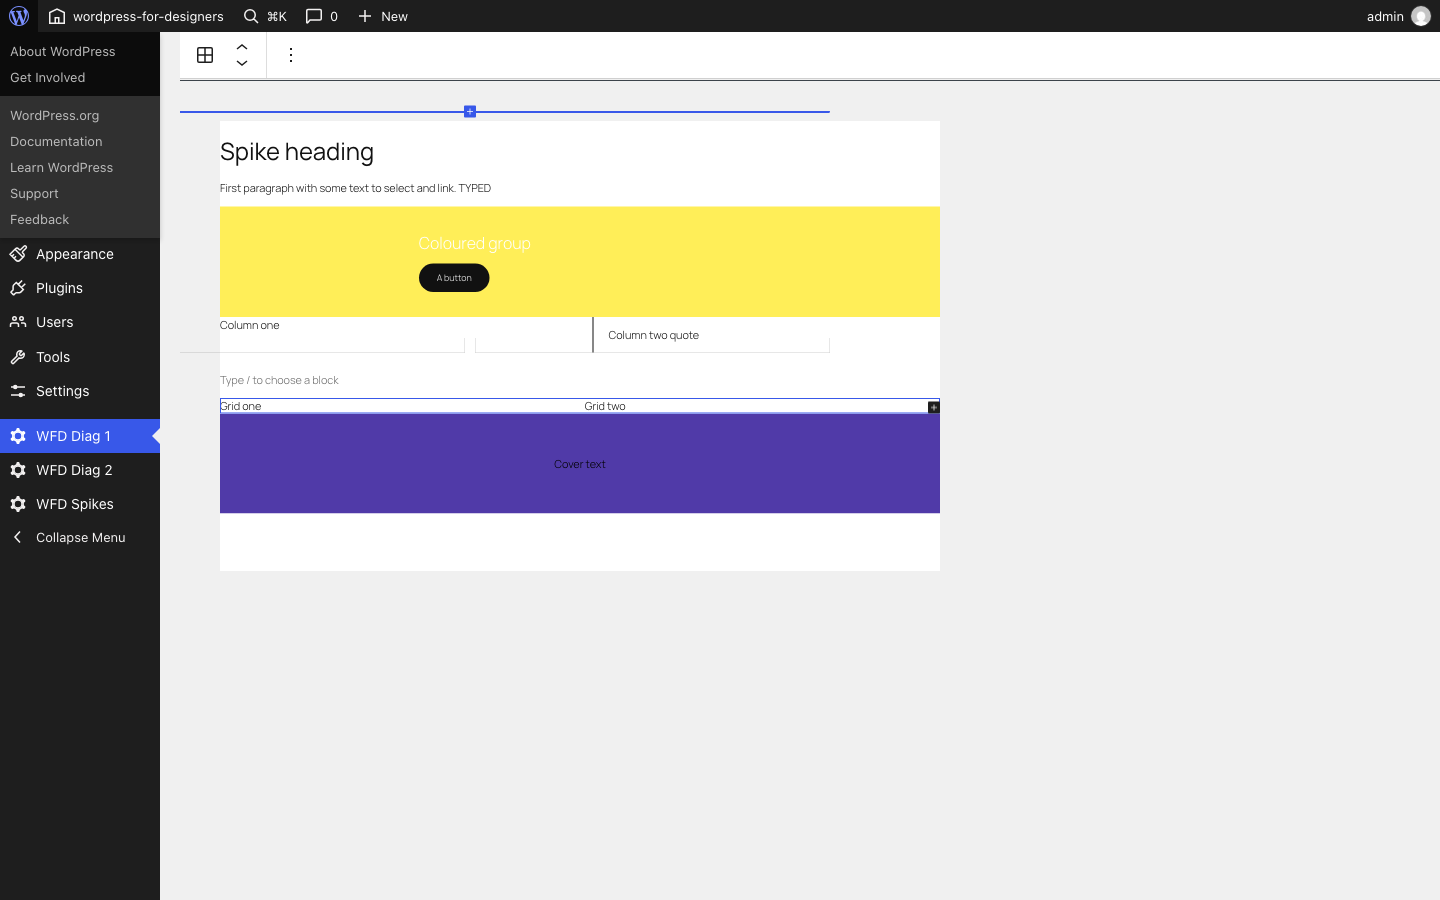 wordpress-for-designers ⌘K 0 New admin
About WordPress
Get Involved
WordPress.org
Documentation
Learn WordPress
Support
Feedback
Appearance
Plugins
Users
Tools
Settings
WFD Diag 1
WFD Diag 2
WFD Spikes
Collapse Menu
Spike heading
First paragraph with some text to select and link. TYPED
Coloured group
A button
Column one
Column two quote
Type / to choose a block
Grid one Grid two
Cover text